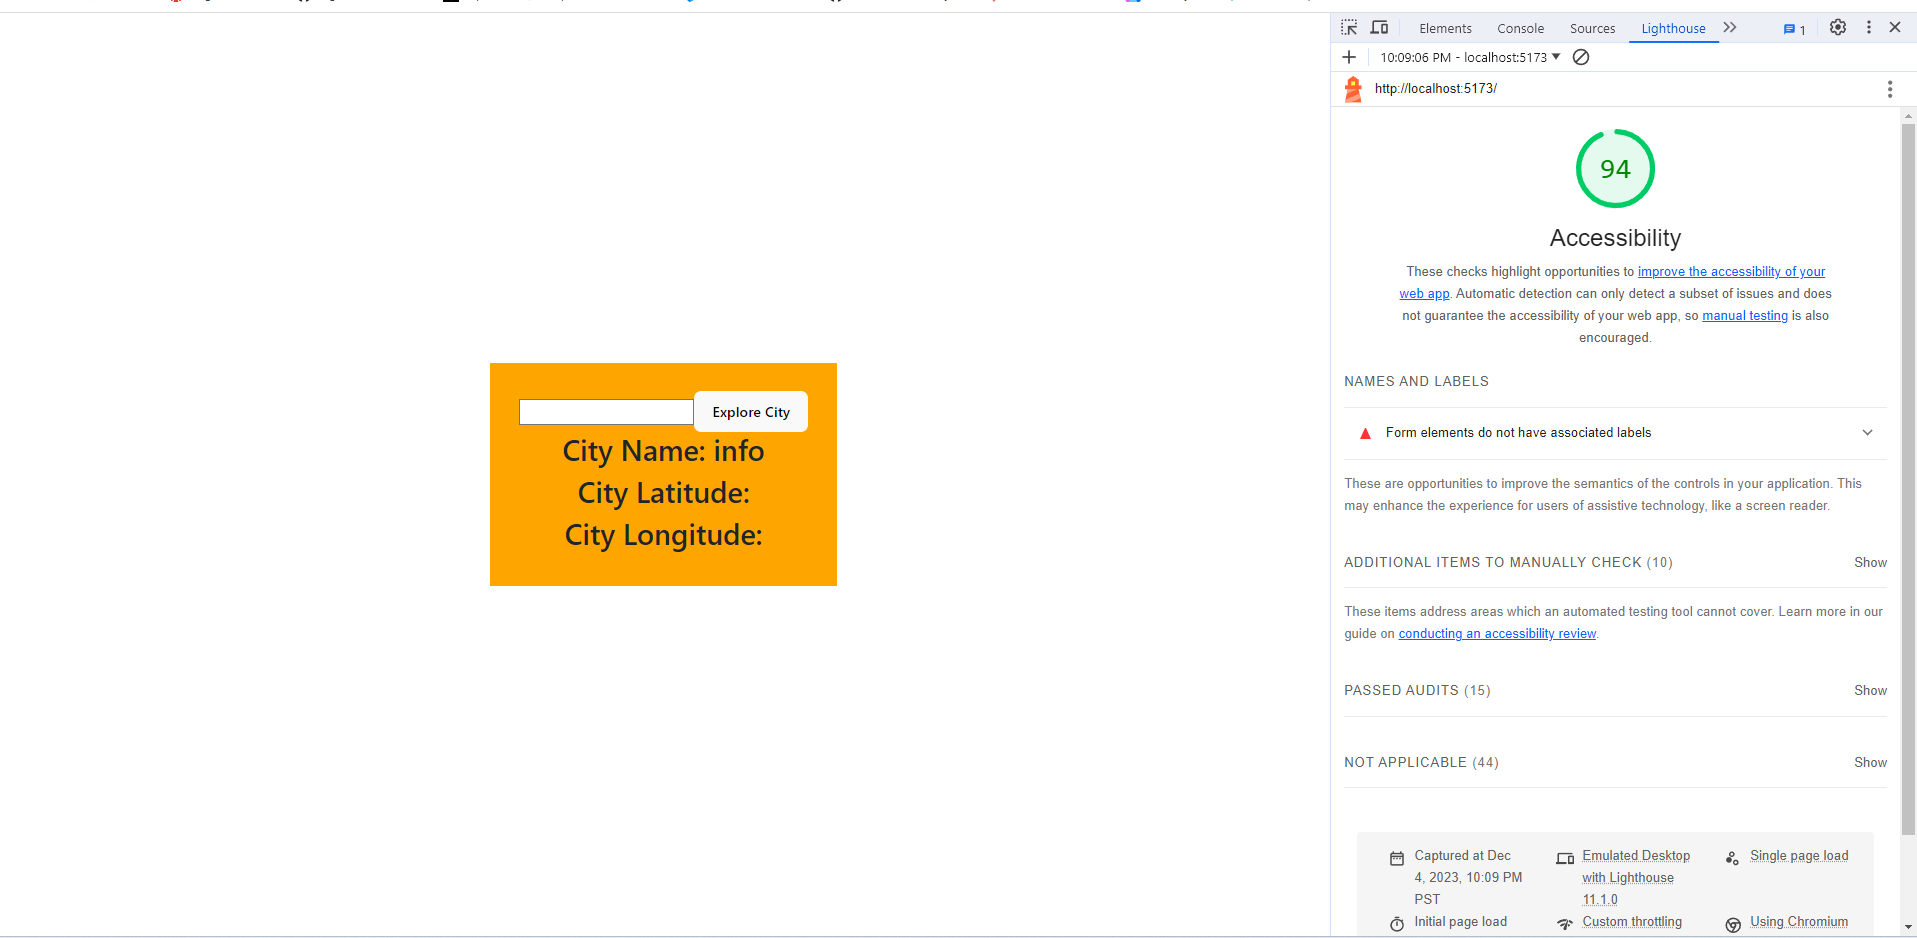 Explore City
City Name: info
City Latitude:
City Longitude:
Elements Console Sources Lighthouse 1
10:09:06 PM - localhost:5173
http://localhost:5173/
94
Accessibility
These checks highlight opportunities to improve the accessibility of your
web app. Automatic detection can only detect a subset of issues and does
not guarantee the accessibility of your web app, so manual testing is also
encouraged.
NAMES AND LABELS
Form elements do not have associated labels
These are opportunities to improve the semantics of the controls in your application. This
may enhance the experience for users of assistive technology, like a screen reader.
ADDITIONAL ITEMS TO MANUALLY CHECK (10) Show
These items address areas which an automated testing tool cannot cover. Learn more in our
guide on conducting an accessibility review.
PASSED AUDITS (15) Show
NOT APPLICABLE (44) Show
Captured at Dec
4, 2023, 10:09 PM
PST
Emulated Desktop
with Lighthouse
11.1.0
Single page load
Initial page load
Custom throttling
Using Chromium